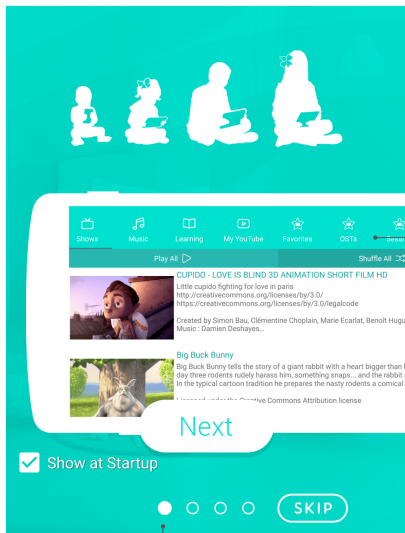 Shows Music Learning My YouTube Favorites OSTs
Play All Shuffle All
CUPIDO - LOVE IS BLIND 3D ANIMATION SHORT FILM HD
Little cupido fighting for love in paris
http://creativecommons.org/licenses/by/3.0/
https://creativecommons.org/licenses/by/3.0/legalcode
Created by Simon Bau, Clémentine Choplain, Marie Ecarlat, Benoît Hugu
Music : Damien Deshayes...
Big Buck Bunny
Big Buck Bunny tells the story of a giant rabbit with a heart bigger than
day three rodents rudely harass him, something snaps... and the rabbit
In the typical cartoon tradition he prepares the nasty rodents a comical
Licensed under the Creative Commons Attribution license
Next
Show at Startup
SKIP